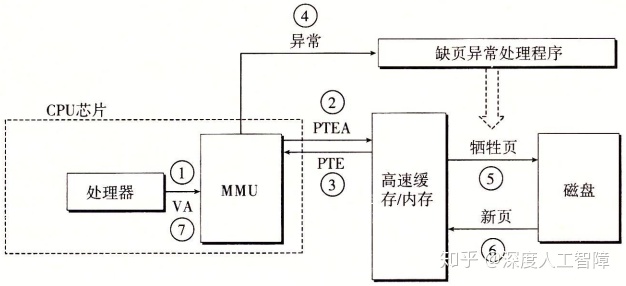 ④
异常
缺页异常处理程序
CPU芯片
②
PTEA
①
处理器
VA
⑦
MMU
PTE
③
高速缓
存/内存
牺牲页
⑤
磁盘
新页
⑥
知乎 @深度人工智障